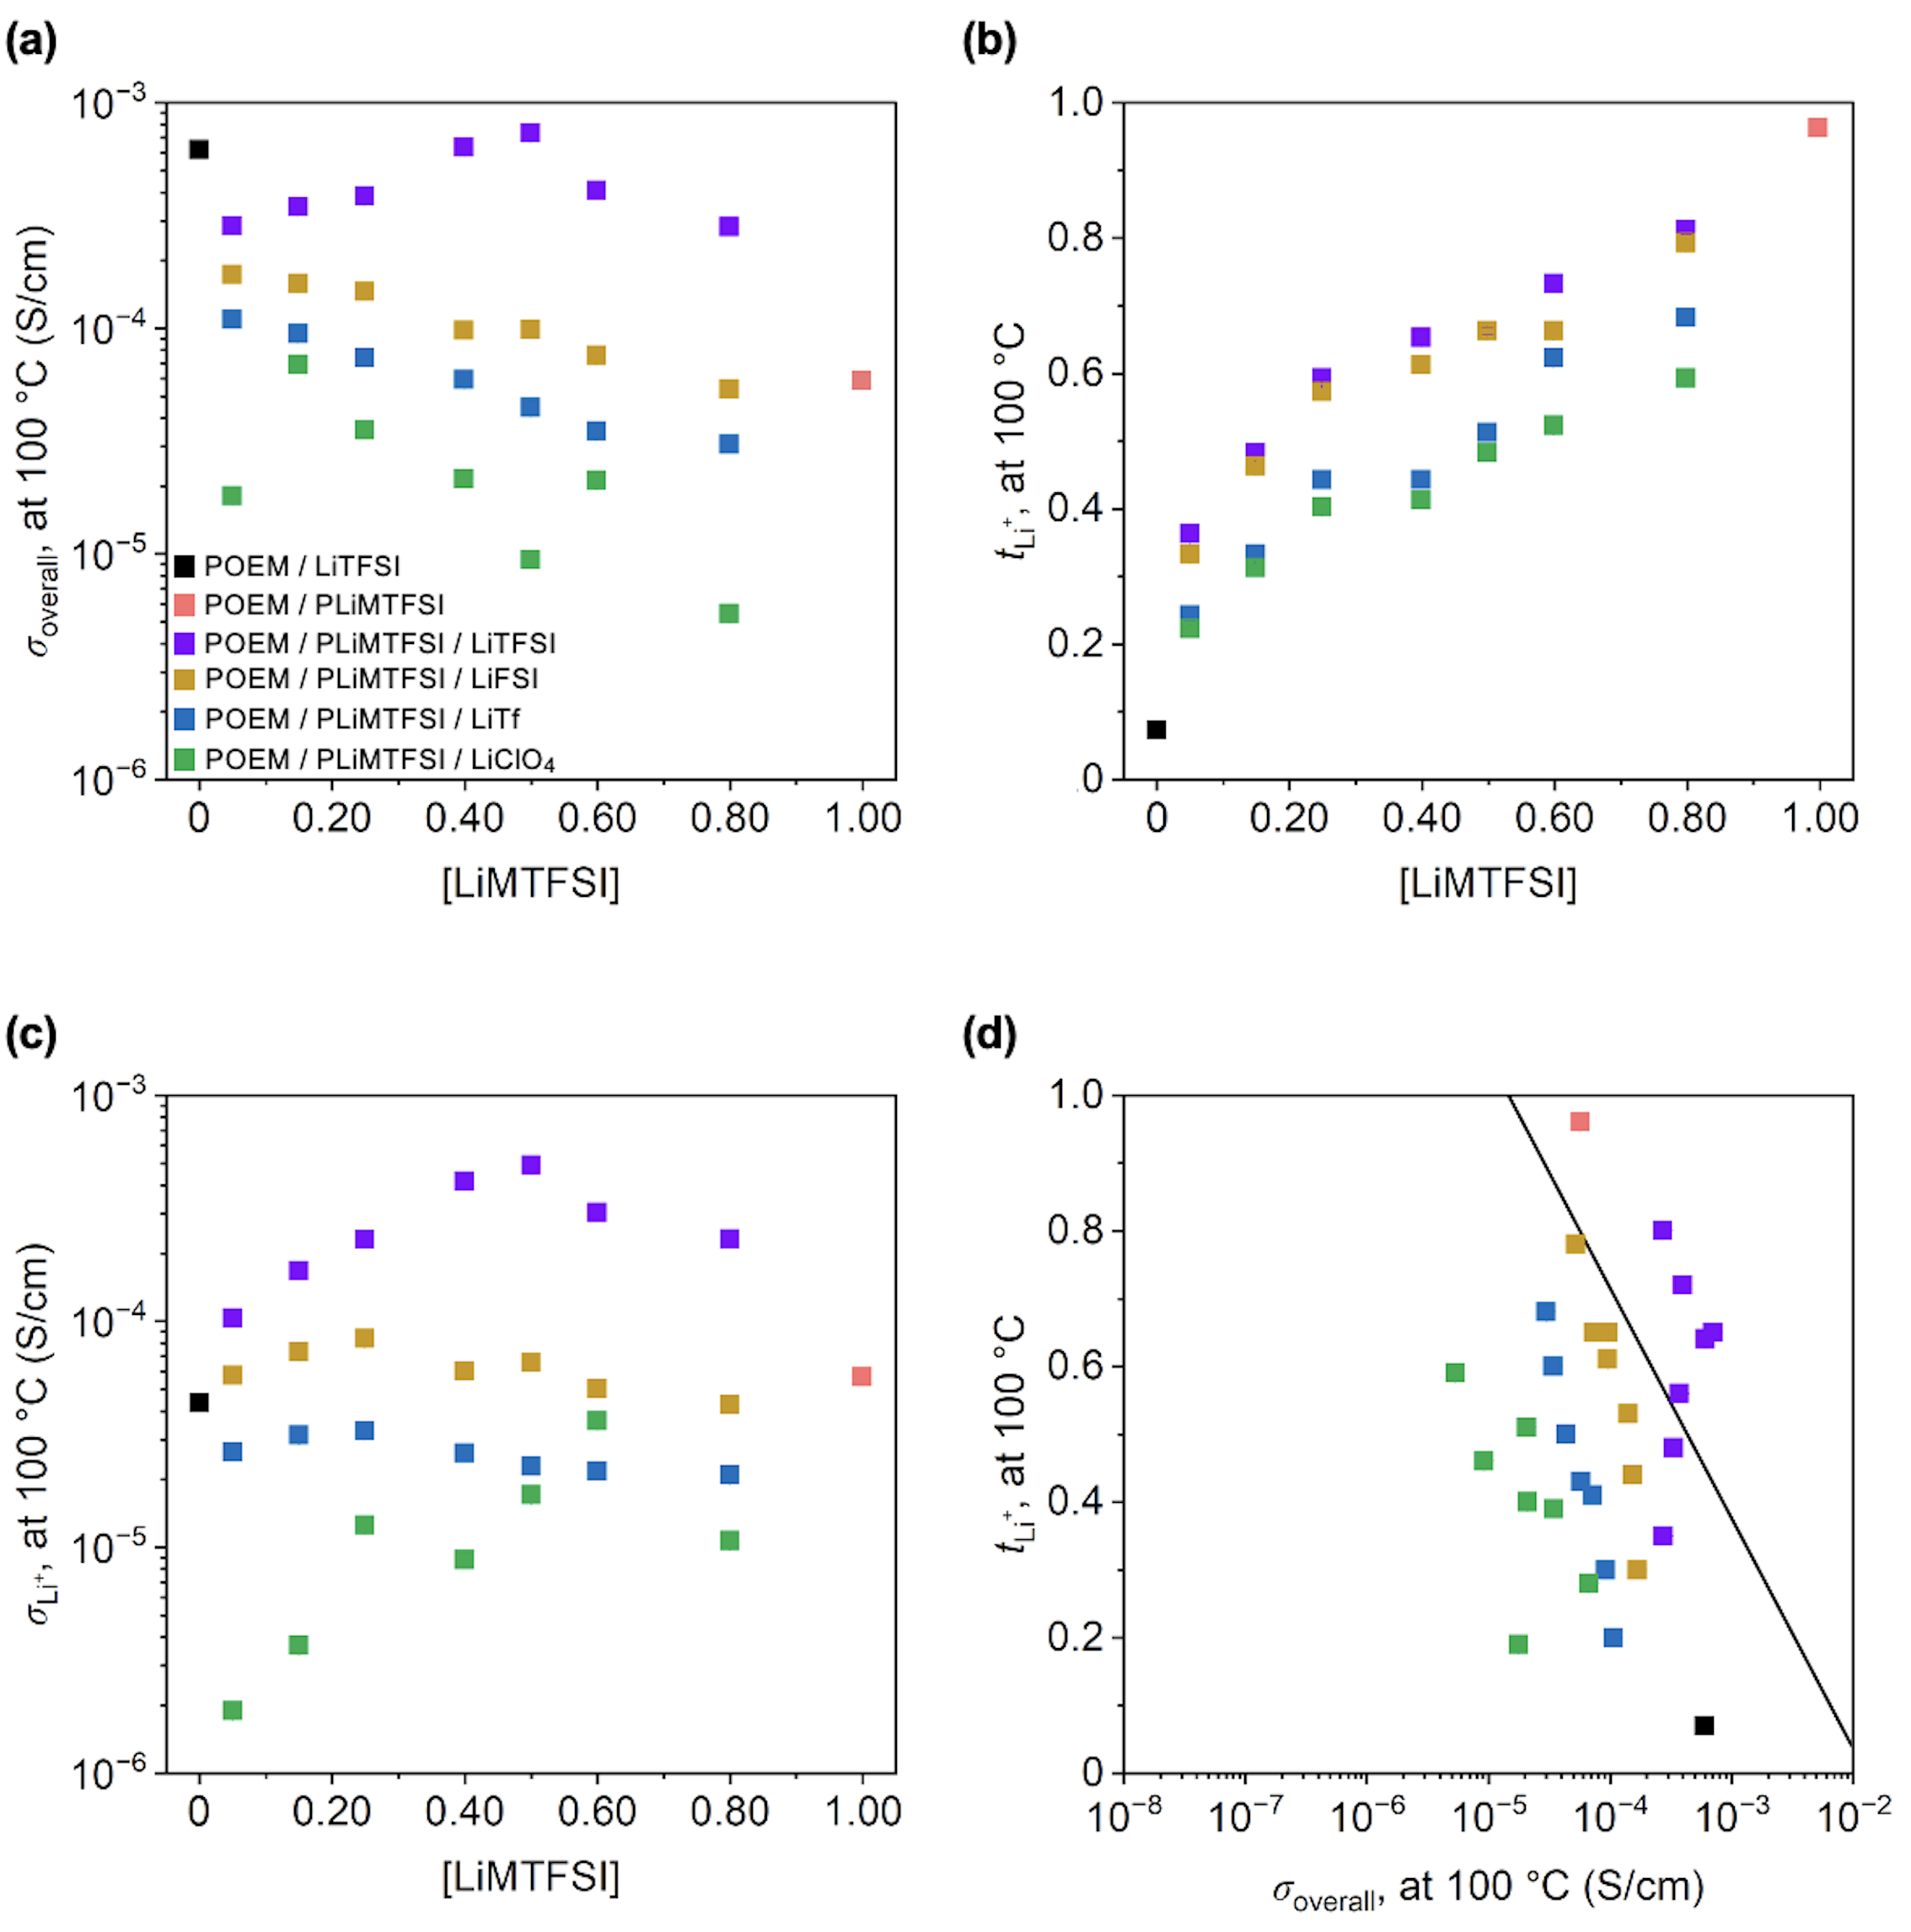 (a)
10⁻³
10⁻⁴
10⁻⁵
10⁻⁶
σoverall, at 100 °C (S/cm)
POEM / LiTFSI
POEM / PLiMTFSI
POEM / PLiMTFSI / LiTFSI
POEM / PLiMTFSI / LiFSI
POEM / PLiMTFSI / LiTf
POEM / PLiMTFSI / LiClO₄
0 0.20 0.40 0.60 0.80 1.00
[LiMTFSI]
(b)
1.0
0.8
0.6
0.4
0.2
0
tLi⁺, at 100 °C
0 0.20 0.40 0.60 0.80 1.00
[LiMTFSI]
(c)
10⁻³
10⁻⁴
10⁻⁵
10⁻⁶
σLi⁺, at 100 °C (S/cm)
0 0.20 0.40 0.60 0.80 1.00
[LiMTFSI]
(d)
1.0
0.8
0.6
0.4
0.2
0
tLi⁺, at 100 °C
10⁻⁸ 10⁻⁷ 10⁻⁶ 10⁻⁵ 10⁻⁴ 10⁻³ 10⁻²
σoverall, at 100 °C (S/cm)